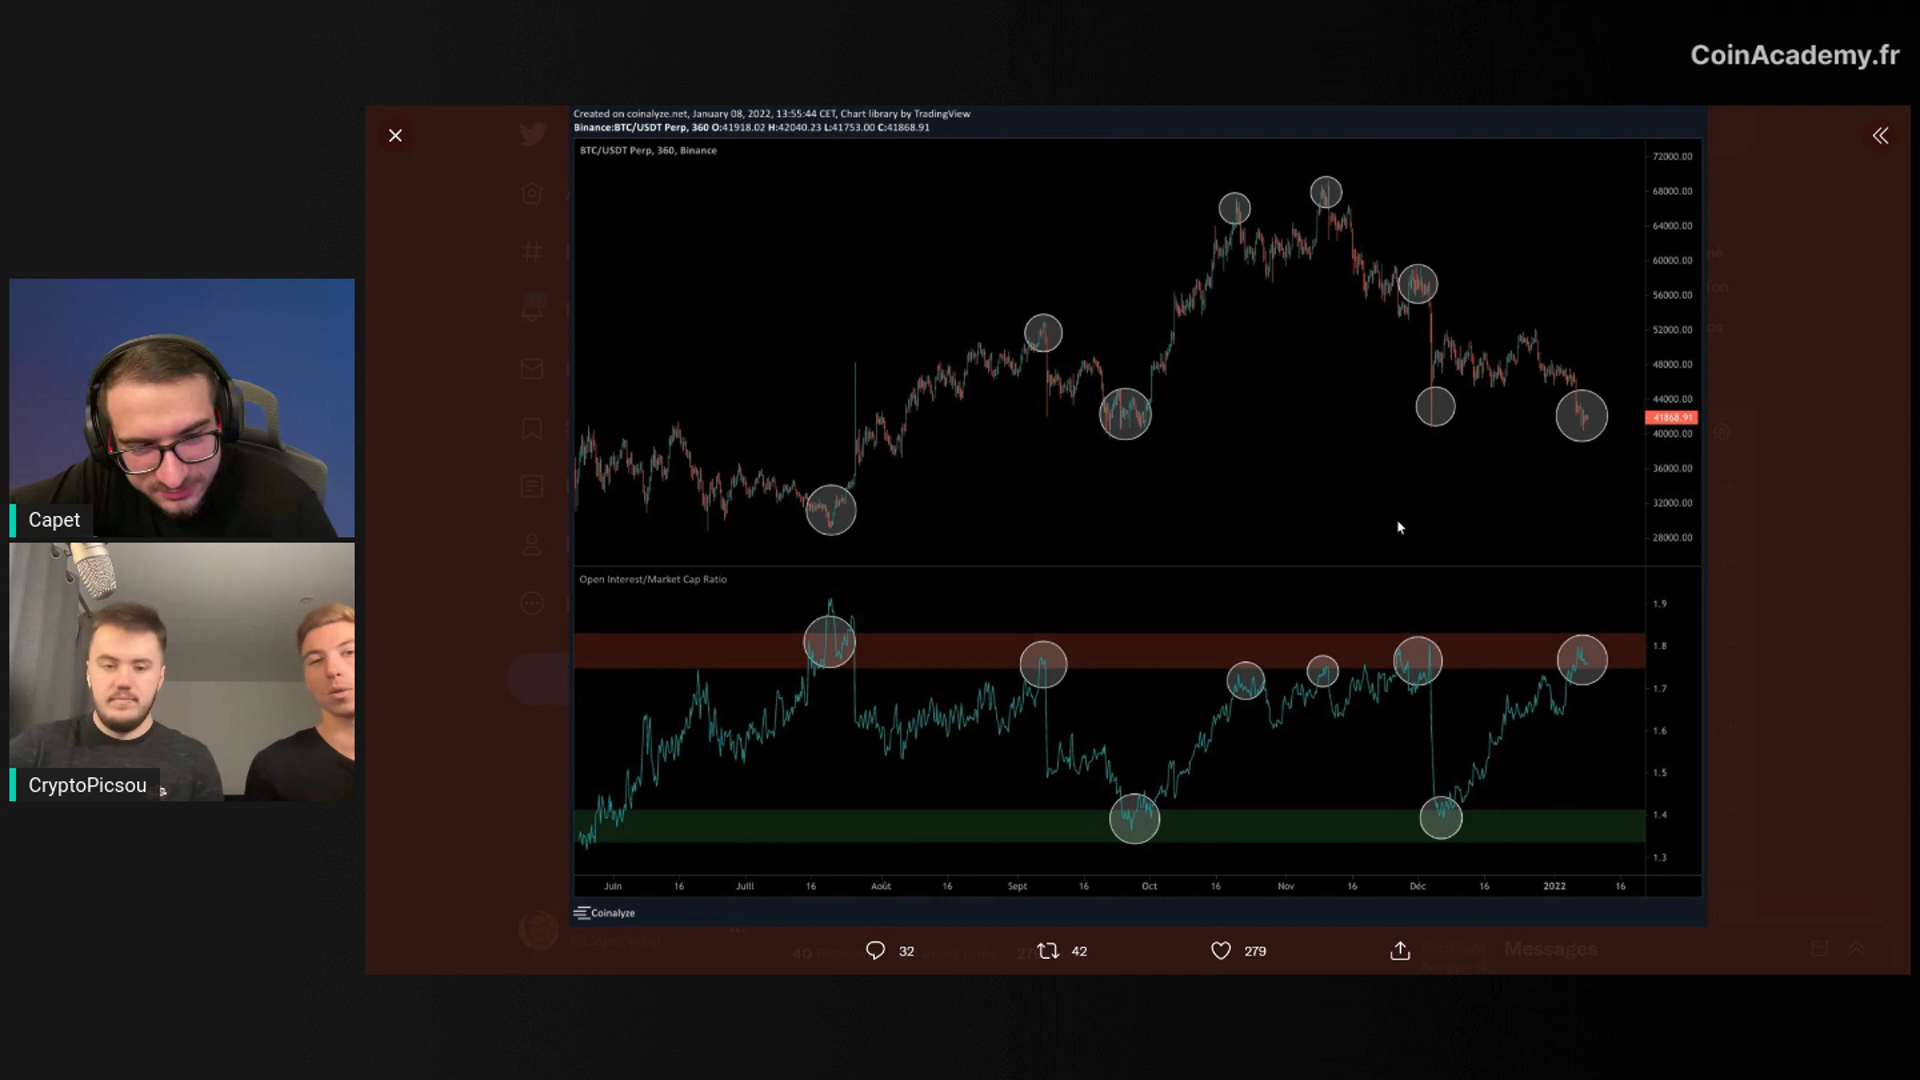 CoinAcademy.fr
Created on coinalyze.net, January 08, 2022, 13:55:44 CET, Chart library by TradingView
Binance:BTC/USDT Perp, 360 O:41918.02 H:42040.23 L:41753.00 C:41868.91
BTC/USDT Perp, 360, Binance
72000.00
68000.00
64000.00
60000.00
56000.00
52000.00
48000.00
44000.00
41868.91
40000.00
36000.00
32000.00
28000.00
Capet
CryptoPicsou
Open Interest/Market Cap Ratio
1.9
1.8
1.7
1.6
1.5
1.4
1.3
Juin 16 Juill 16 Août 16 Sept 16 Oct 16 Nov 16 Déc 16 2022 16
Coinalyze
32 42 279
Messages